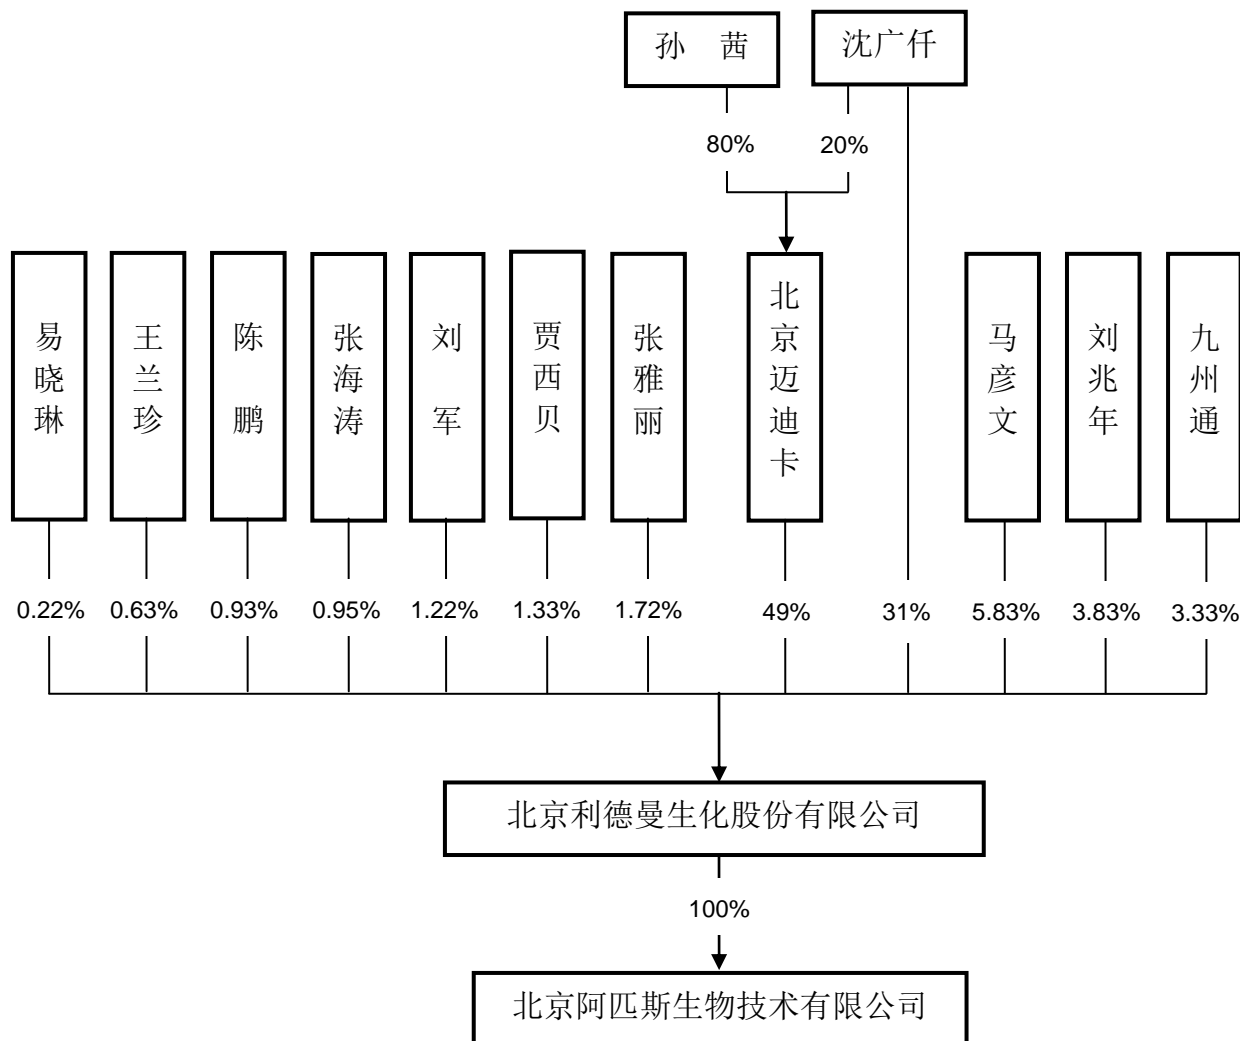 孙　茜
沈广仟
80%
20%
易晓琳
王兰珍
陈　鹏
张海涛
刘　军
贾西贝
张雅丽
北京迈迪卡
马彦文
刘兆年
九州通
0.22%
0.63%
0.93%
0.95%
1.22%
1.33%
1.72%
49%
31%
5.83%
3.83%
3.33%
北京利德曼生化股份有限公司
100%
北京阿匹斯生物技术有限公司